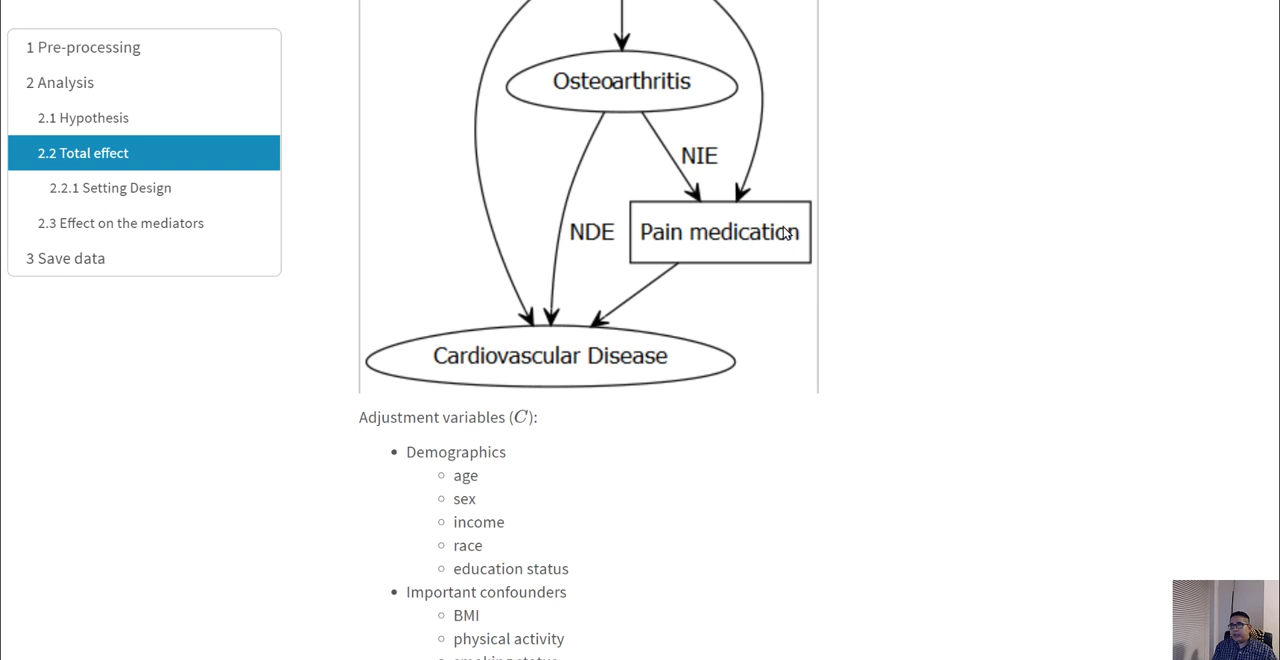 1 Pre-processing
2 Analysis
2.1 Hypothesis
2.2 Total effect
2.2.1 Setting Design
2.3 Effect on the mediators
3 Save data
Osteoarthritis
NIE
NDE
Pain medication
Cardiovascular Disease
Adjustment variables (C):
Demographics
age
sex
income
race
education status
Important confounders
BMI
physical activity
smoking status